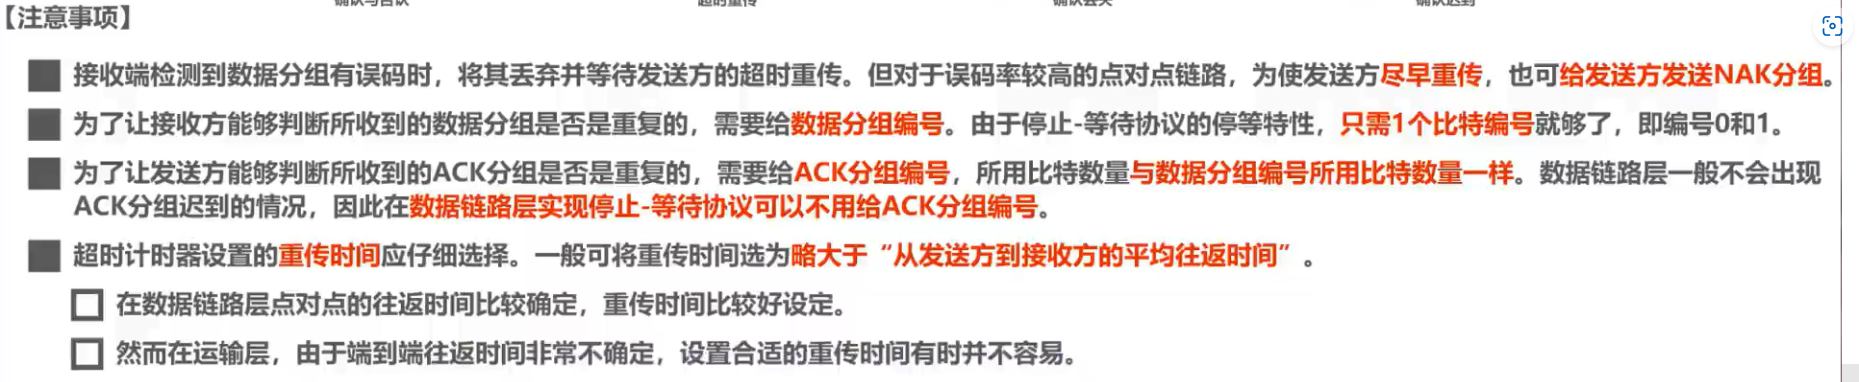 【注意事项】
接收端检测到数据分组有误码时，将其丢弃并等待发送方的超时重传。但对于误码率较高的点对点链路，为使发送方尽早重传，也可给发送方发送NAK分组。
为了让接收方能够判断所收到的数据分组是否是重复的，需要给数据分组编号。由于停止-等待协议的停等特性，只需1个比特编号就够了，即编号0和1。
为了让发送方能够判断所收到的ACK分组是否是重复的，需要给ACK分组编号，所用比特数量与数据分组编号所用比特数量一样。数据链路层一般不会出现
ACK分组迟到的情况，因此在数据链路层实现停止-等待协议可以不用给ACK分组编号。
超时计时器设置的重传时间应仔细选择。一般可将重传时间选为略大于“从发送方到接收方的平均往返时间”。
在数据链路层点对点的往返时间比较确定，重传时间比较好设定。
然而在运输层，由于端到端往返时间非常不确定，设置合适的重传时间有时并不容易。